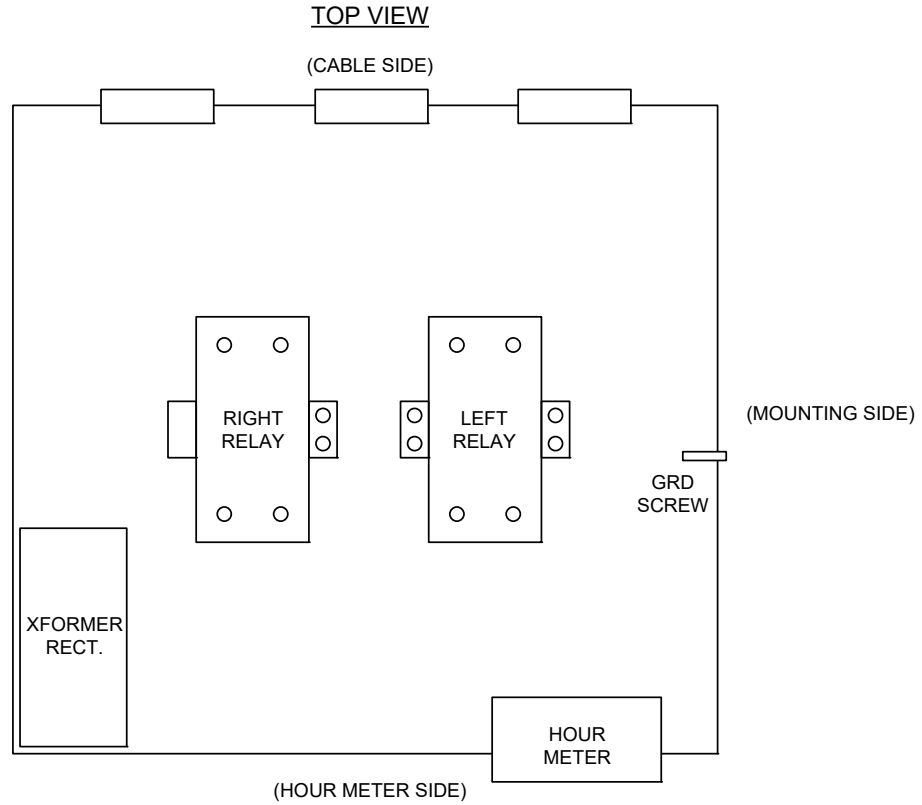 TOP VIEW
(CABLE SIDE)
RIGHT
RELAY
LEFT
RELAY
(MOUNTING SIDE)
GRD
SCREW
XFORMER
RECT.
HOUR
METER
(HOUR METER SIDE)